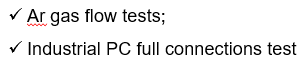 ✓ Ar gas flow tests;
✓ Industrial PC full connections test